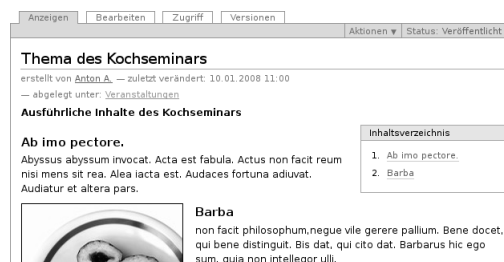 Anzeigen Bearbeiten Zugriff Versionen
Aktionen ▼ Status: Veröffentlicht
Thema des Kochseminars
erstellt von Anton A. — zuletzt verändert: 10.01.2008 11:00
— abgelegt unter: Veranstaltungen
Ausführliche Inhalte des Kochseminars
Ab imo pectore.
Abyssus abyssum invocat. Acta est fabula. Actus non facit reum
nisi mens sit rea. Alea iacta est. Audaces fortuna adiuvat.
Audiatur et altera pars.
Inhaltsverzeichnis
1. Ab imo pectore.
2. Barba
Barba
non facit philosophum,neque vile gerere pallium. Bene docet,
qui bene distinguit. Bis dat, qui cito dat. Barbarus hic ego
sum, quia non intellegor ulli.